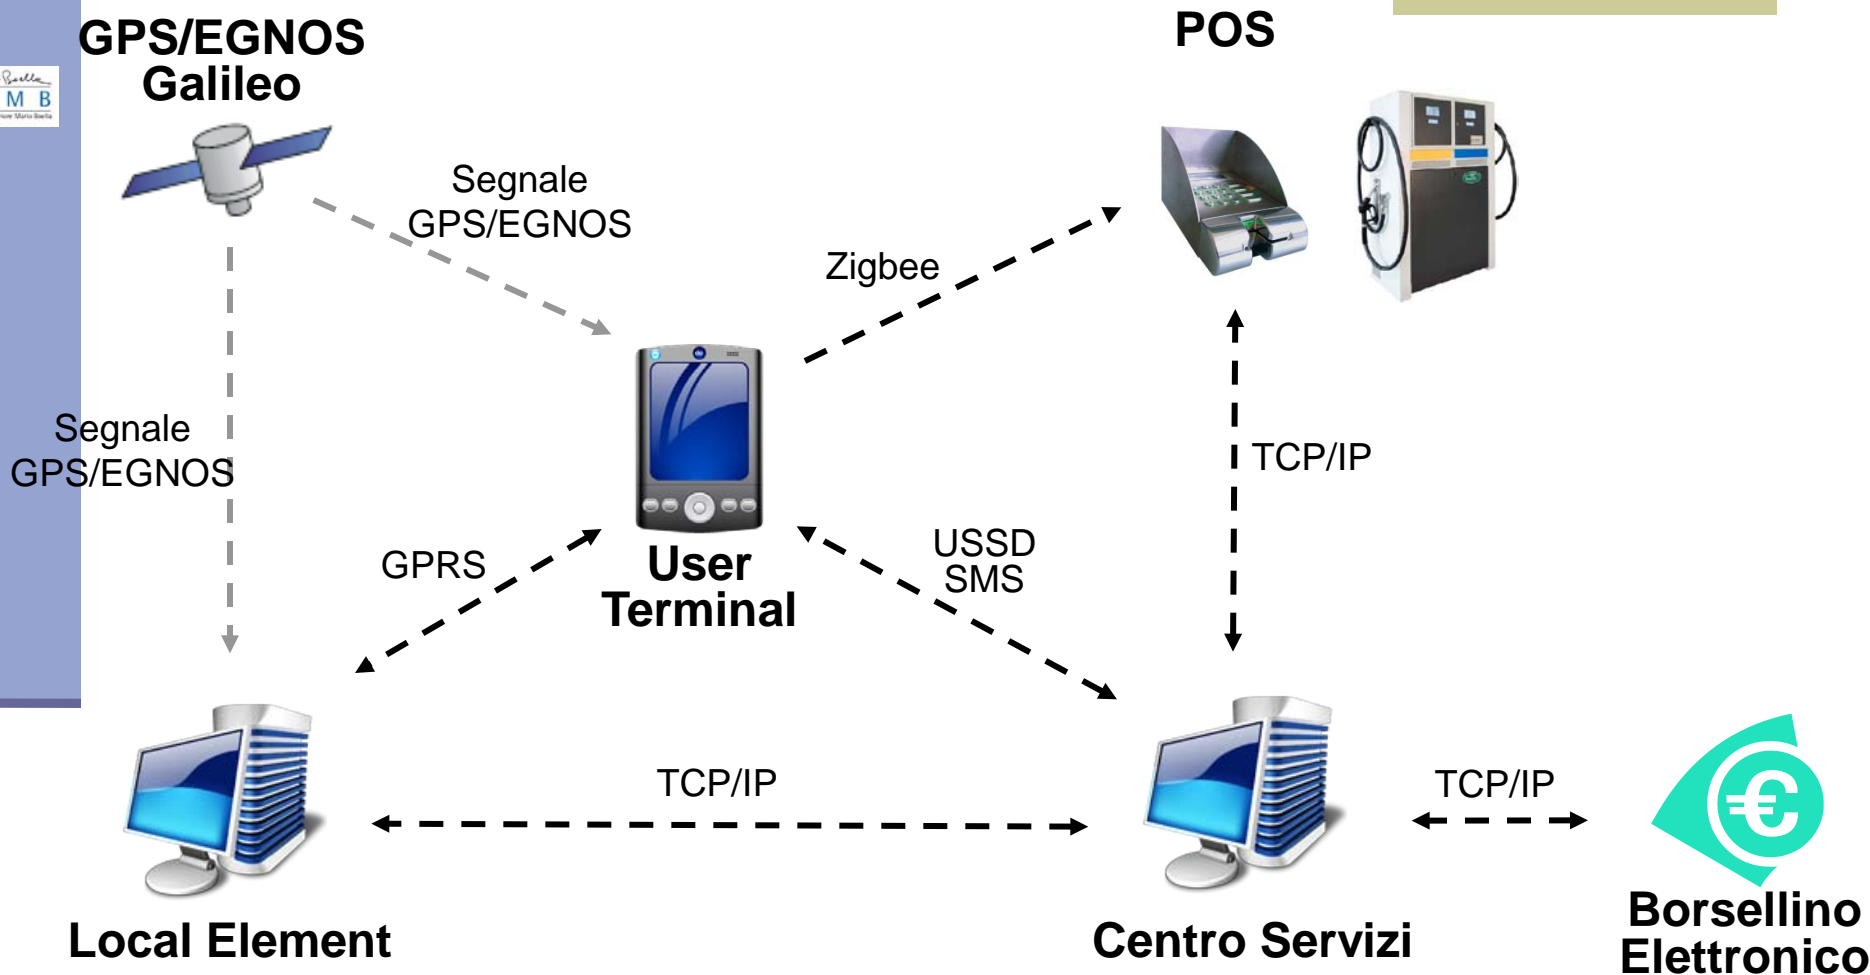 GPS/EGNOS
Galileo
POS
M B
Segnale
GPS/EGNOS
Zigbee
Segnale
GPS/EGNOS
TCP/IP
GPRS
User
Terminal
USSD
SMS
TCP/IP
TCP/IP
Local Element
Centro Servizi
Borsellino
Elettronico